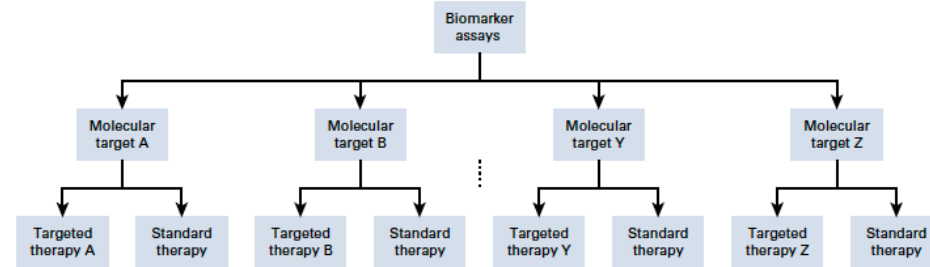 Biomarker
assays
Molecular
target A
Molecular
target B
Molecular
target Y
Molecular
target Z
Targeted
therapy A
Standard
therapy
Targeted
therapy B
Standard
therapy
Targeted
therapy Y
Standard
therapy
Targeted
therapy Z
Standard
therapy